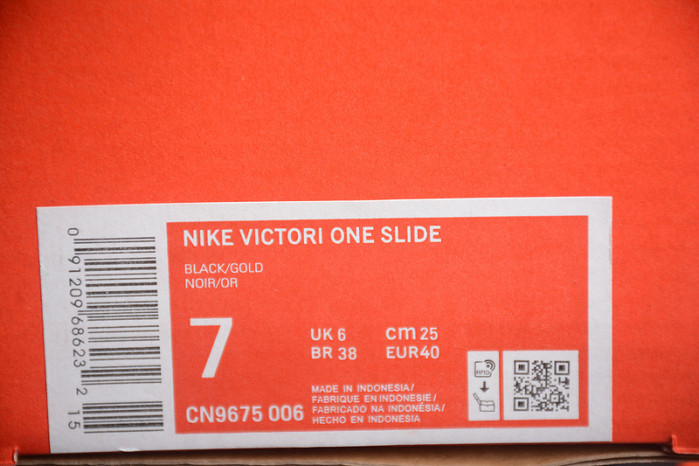 NIKE VICTORI ONE SLIDE
BLACK/GOLD
NOIR/OR
7
UK 6 cm 25
BR 38 EUR40
CN9675 006
MADE IN INDONESIA/
FABRIQUE EN INDONESIE/
FABRICADO NA INDONÉSIA/
HECHO EN INDONESIA
RFID
0 91209 68623 2 15